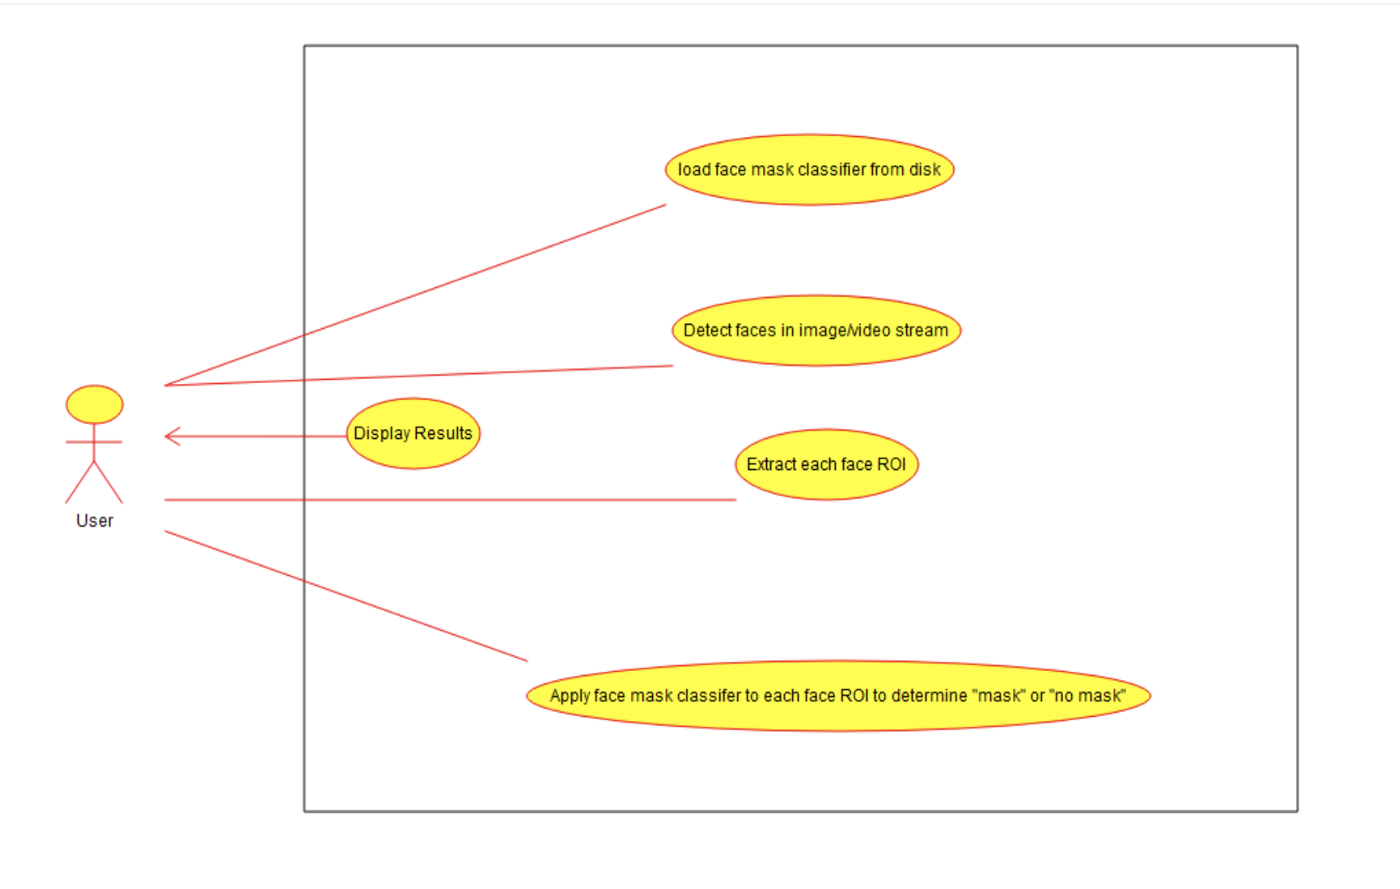 load face mask classifier from disk
Detect faces in image/video stream
Display Results
Extract each face ROI
User
Apply face mask classifer to each face ROI to determine "mask" or "no mask"